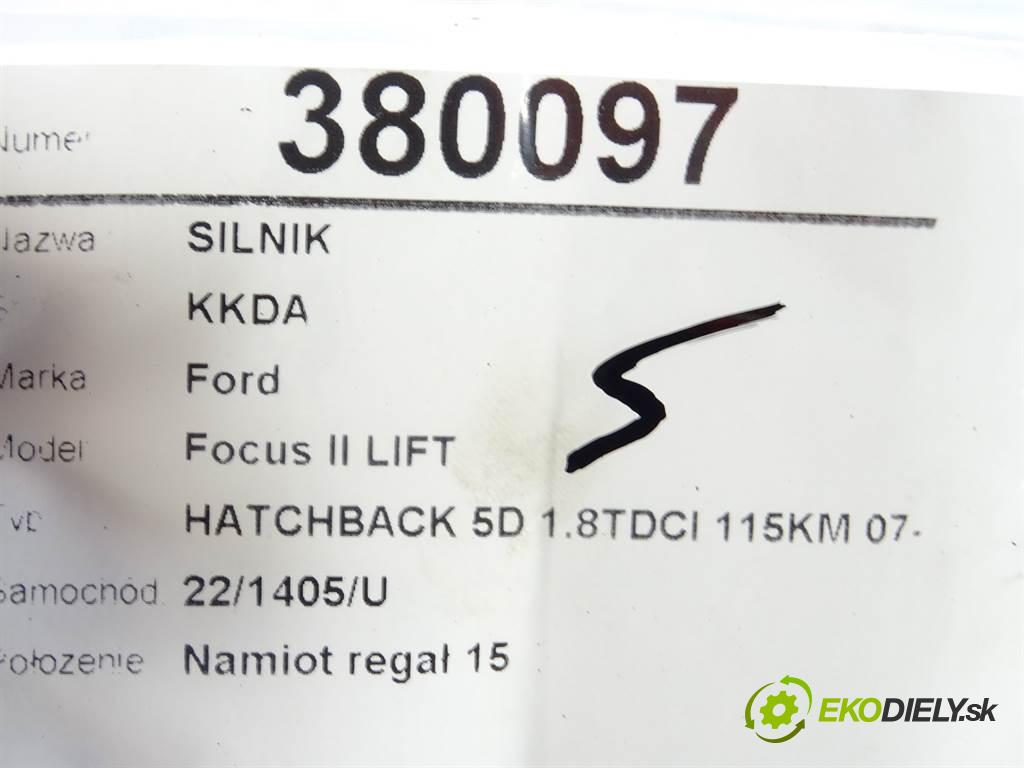 Numer 380097
Nazwa SILNIK
KKDA
Marka Ford
Model Focus II LIFT
Typ HATCHBACK 5D 1.8TDCI 115KM 07-
Samochód 22/1405/U
Położenie Namiot regał 15
EKODIELY.sk